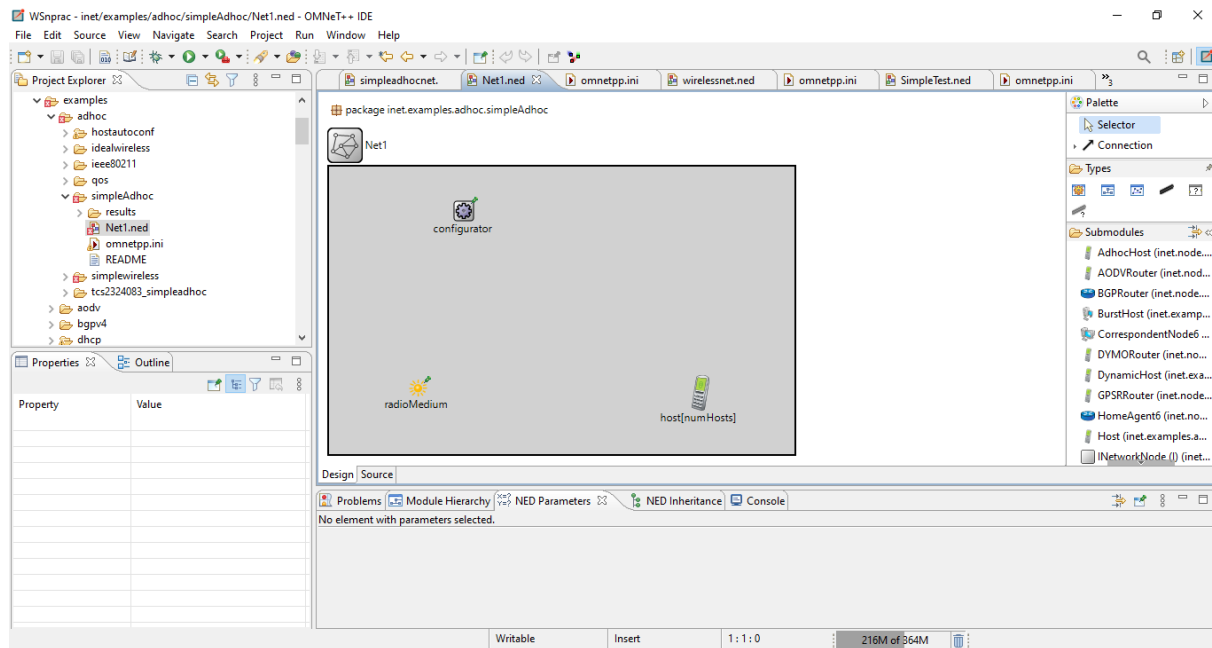 WSnprac - inet/examples/adhoc/simpleAdhoc/Net1.ned - OMNeT++ IDE
File Edit Source View Navigate Search Project Run Window Help
Project Explorer
examples
adhoc
hostautoconf
idealwireless
ieee80211
qos
simpleAdhoc
results
Net1.ned
omnetpp.ini
README
simplewireless
tcs2324083_simpleadhoc
aodv
bgpv4
dhcp
Properties Outline
Property Value
simpleadhocnet. Net1.ned omnetpp.ini wirelessnet.ned omnetpp.ini SimpleTest.ned omnetpp.ini »3
package inet.examples.adhoc.simpleAdhoc
Net1
configurator
radioMedium
host[numHosts]
Design Source
Palette
Selector
Connection
Types
Submodules
AdhocHost (inet.node....
AODVRouter (inet.nod...
BGPRouter (inet.node....
BurstHost (inet.examp...
CorrespondentNode6 ...
DYMORouter (inet.no...
DynamicHost (inet.exa...
GPSRRouter (inet.node...
HomeAgent6 (inet.no...
Host (inet.examples.a...
INetworkNode (I) (inet...
Problems Module Hierarchy NED Parameters NED Inheritance Console
No element with parameters selected.
Writable Insert 1:1:0 216M of 364M